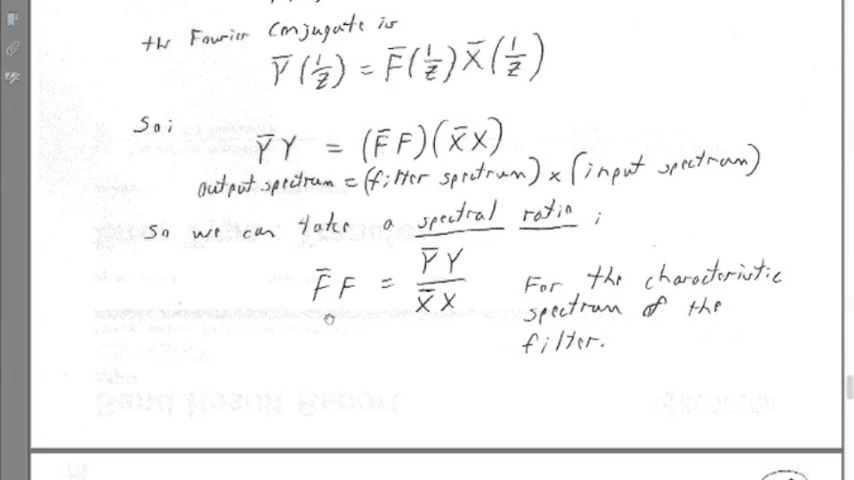 the Fourier Conjugate is
Ȳ(1/Z) = F̄(1/Z) X̄(1/Z)
So:
ȲY = (F̄F)(X̄X)
output spectrum = (filter spectrum) × (input spectrum)
So we can take a spectral ratio :
F̄F = ȲY / X̄X
For the characteristic
spectrum of the
filter.